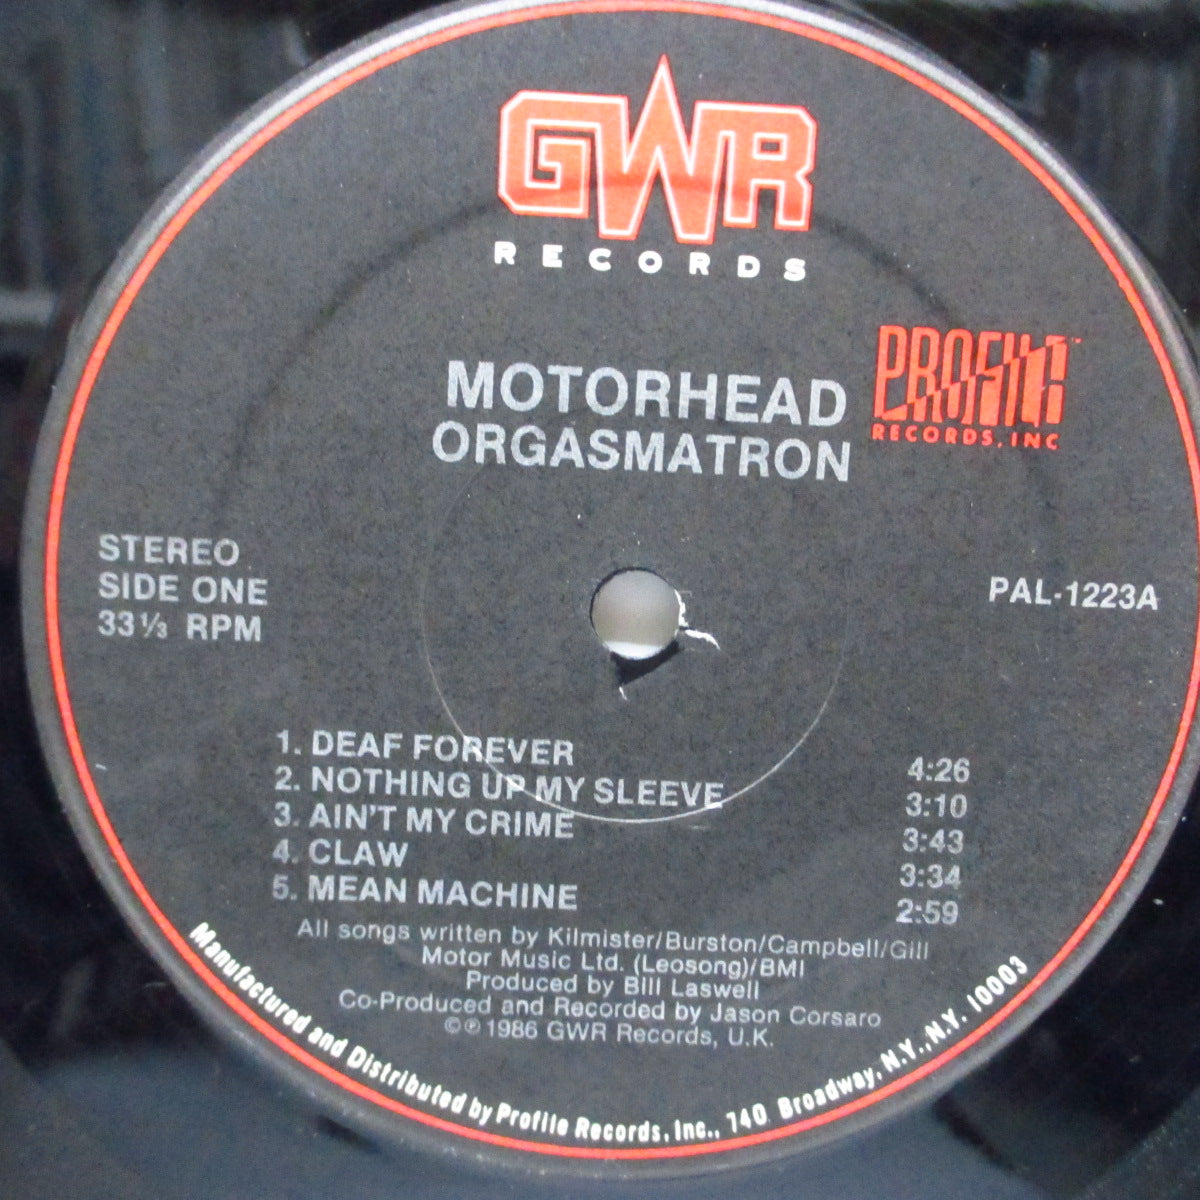 GWR
RECORDS
PROFILE™
RECORDS, INC
MOTORHEAD
ORGASMATRON
STEREO
SIDE ONE
33 ⅓ RPM
PAL-1223A
1. DEAF FOREVER 4:26
2. NOTHING UP MY SLEEVE 3:10
3. AIN'T MY CRIME 3:43
4. CLAW 3:34
5. MEAN MACHINE 2:59
All songs written by Kilmister/Burston/Campbell/Gill
Motor Music Ltd. (Leosong)/BMI
Produced by Bill Laswell
Co-Produced and Recorded by Jason Corsaro
©℗ 1986 GWR Records, U.K.
Manufactured and Distributed by Profile Records, Inc., 740 Broadway, N.Y., N.Y. 10003